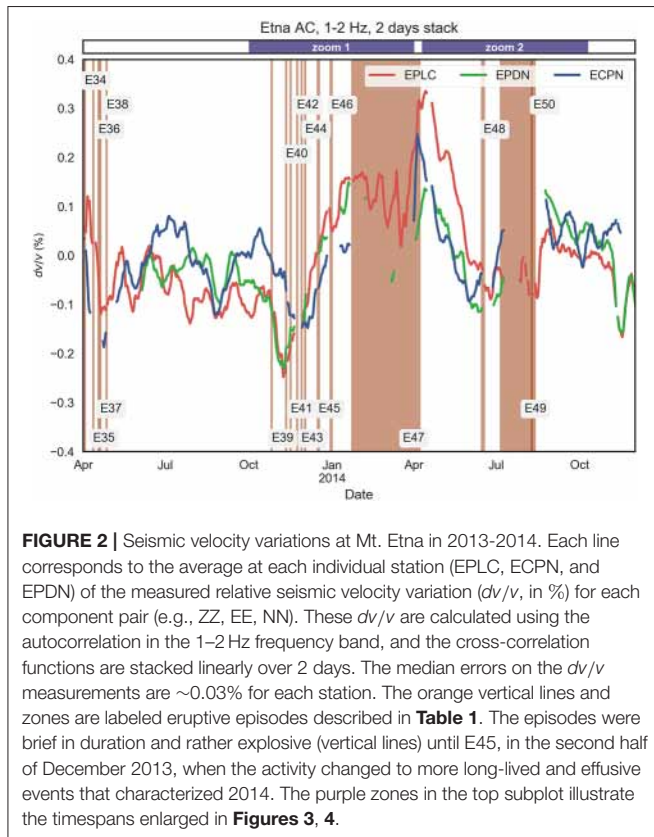 Etna AC, 1-2 Hz, 2 days stack
zoom 1
zoom 2
0.4
0.3
0.2
0.1
0.0
-0.1
-0.2
-0.3
-0.4
dv/v (%)
EPLC
EPDN
ECPN
E34
E38
E36
E42
E46
E44
E40
E48
E50
E37
E35
E41
E45
E39
E43
E47
E49
Apr
Jul
Oct
Jan
2014
Apr
Jul
Oct
Date
FIGURE 2 | Seismic velocity variations at Mt. Etna in 2013-2014. Each line
corresponds to the average at each individual station (EPLC, ECPN, and
EPDN) of the measured relative seismic velocity variation (dv/v, in %) for each
component pair (e.g., ZZ, EE, NN). These dv/v are calculated using the
autocorrelation in the 1–2 Hz frequency band, and the cross-correlation
functions are stacked linearly over 2 days. The median errors on the dv/v
measurements are ~0.03% for each station. The orange vertical lines and
zones are labeled eruptive episodes described in Table 1. The episodes were
brief in duration and rather explosive (vertical lines) until E45, in the second half
of December 2013, when the activity changed to more long-lived and effusive
events that characterized 2014. The purple zones in the top subplot illustrate
the timespans enlarged in Figures 3, 4.